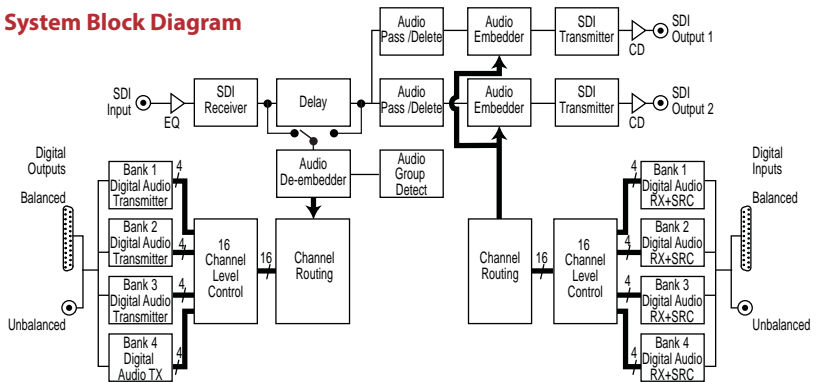 System Block Diagram
Audio
Pass /Delete
Audio
Embedder
SDI
Transmitter
CD
SDI
Output 1
SDI
Input
EQ
SDI
Receiver
Delay
Audio
Pass/Delete
Audio
Embedder
SDI
Transmitter
CD
SDI
Output 2
Audio
De-embedder
Audio
Group
Detect
Digital
Outputs
Balanced
Unbalanced
Bank 1
Digital Audio
Transmitter
4
Bank 2
Digital Audio
Transmitter
4
Bank 3
Digital Audio
Transmitter
4
Bank 4
Digital
Audio TX
4
16
Channel
Level
Control
16
Channel
Routing
Channel
Routing
16
16
Channel
Level
Control
4
Bank 1
Digital Audio
RX+SRC
4
Bank 2
Digital Audio
RX+SRC
4
Bank 3
Digital Audio
RX+SRC
4
Bank 4
Digital Audio
RX+SRC
Digital
Inputs
Balanced
Unbalanced